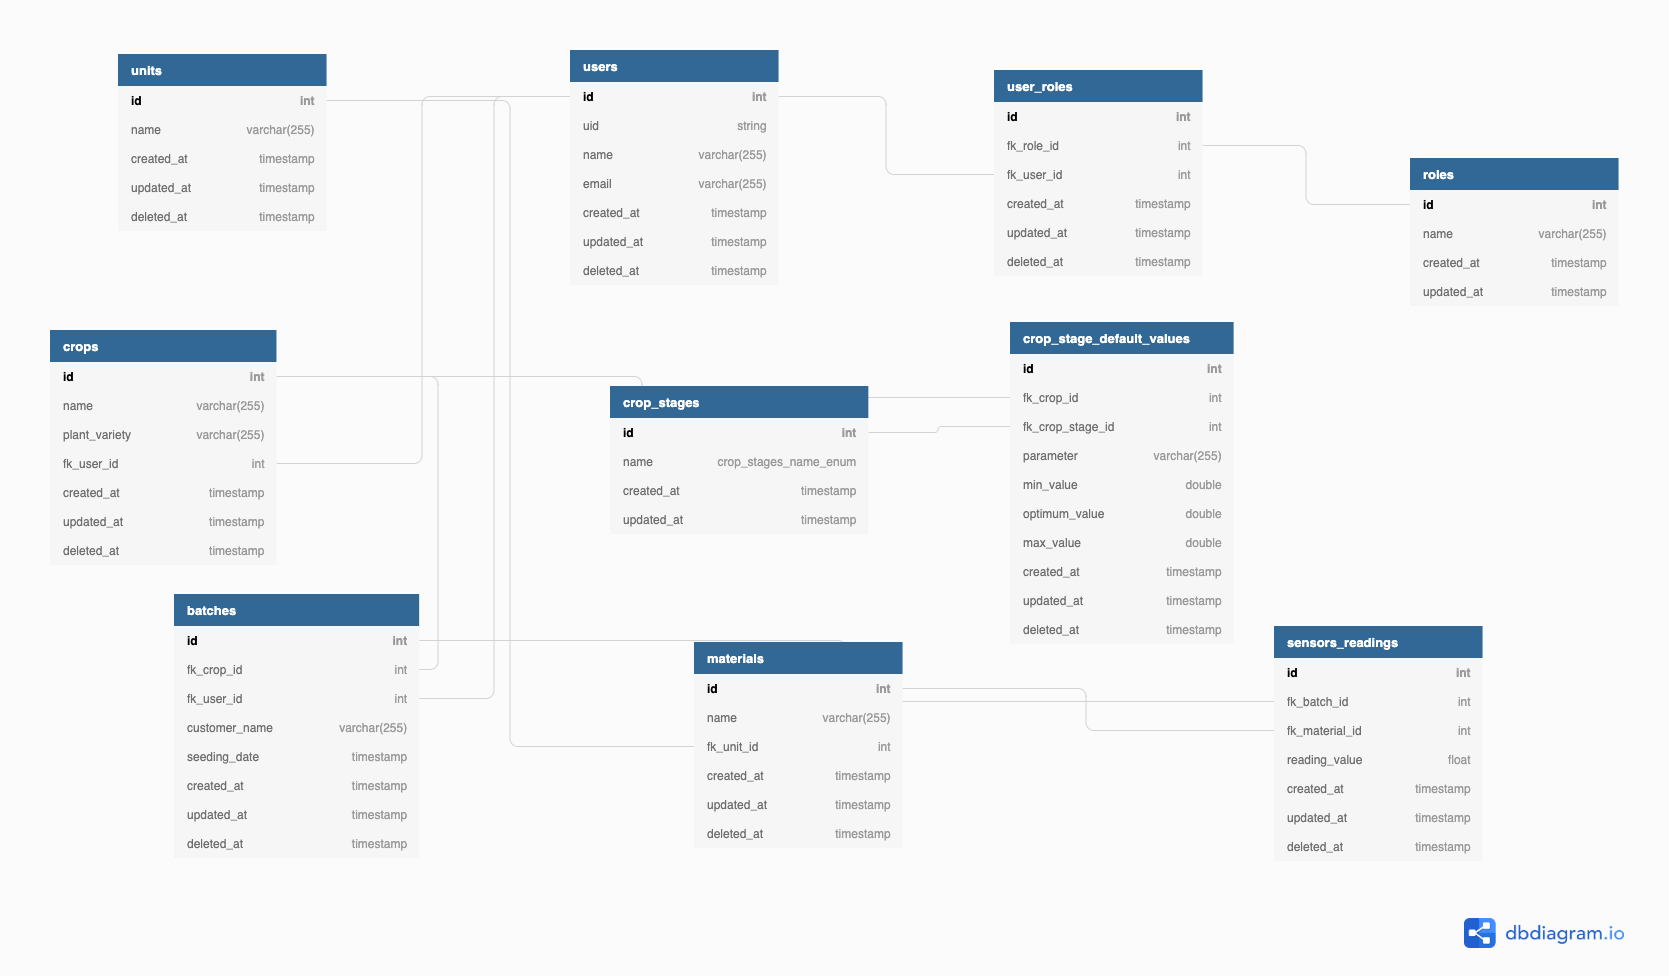 units
id int
name varchar(255)
created_at timestamp
updated_at timestamp
deleted_at timestamp
users
id int
uid string
name varchar(255)
email varchar(255)
created_at timestamp
updated_at timestamp
deleted_at timestamp
user_roles
id int
fk_role_id int
fk_user_id int
created_at timestamp
updated_at timestamp
deleted_at timestamp
roles
id int
name varchar(255)
created_at timestamp
updated_at timestamp
crops
id int
name varchar(255)
plant_variety varchar(255)
fk_user_id int
created_at timestamp
updated_at timestamp
deleted_at timestamp
crop_stages
id int
name crop_stages_name_enum
created_at timestamp
updated_at timestamp
crop_stage_default_values
id int
fk_crop_id int
fk_crop_stage_id int
parameter varchar(255)
min_value double
optimum_value double
max_value double
created_at timestamp
updated_at timestamp
deleted_at timestamp
batches
id int
fk_crop_id int
fk_user_id int
customer_name varchar(255)
seeding_date timestamp
created_at timestamp
updated_at timestamp
deleted_at timestamp
materials
id int
name varchar(255)
fk_unit_id int
created_at timestamp
updated_at timestamp
deleted_at timestamp
sensors_readings
id int
fk_batch_id int
fk_material_id int
reading_value float
created_at timestamp
updated_at timestamp
deleted_at timestamp
dbdiagram.io